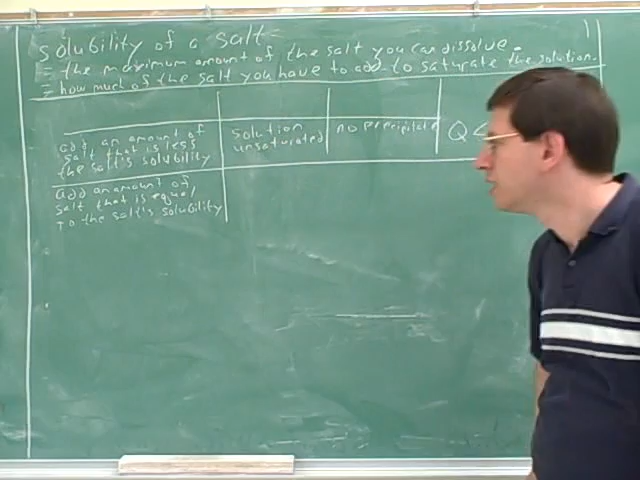 solubility of a salt
= the maximum amount of the salt you can dissolve.
= how much of the salt you have to add to saturate the solution.
add an amount of
salt that is less
the salt's solubility
solution
unsaturated
no precipitate
Q <
add an amount of
salt that is equal
to the salt's solubility